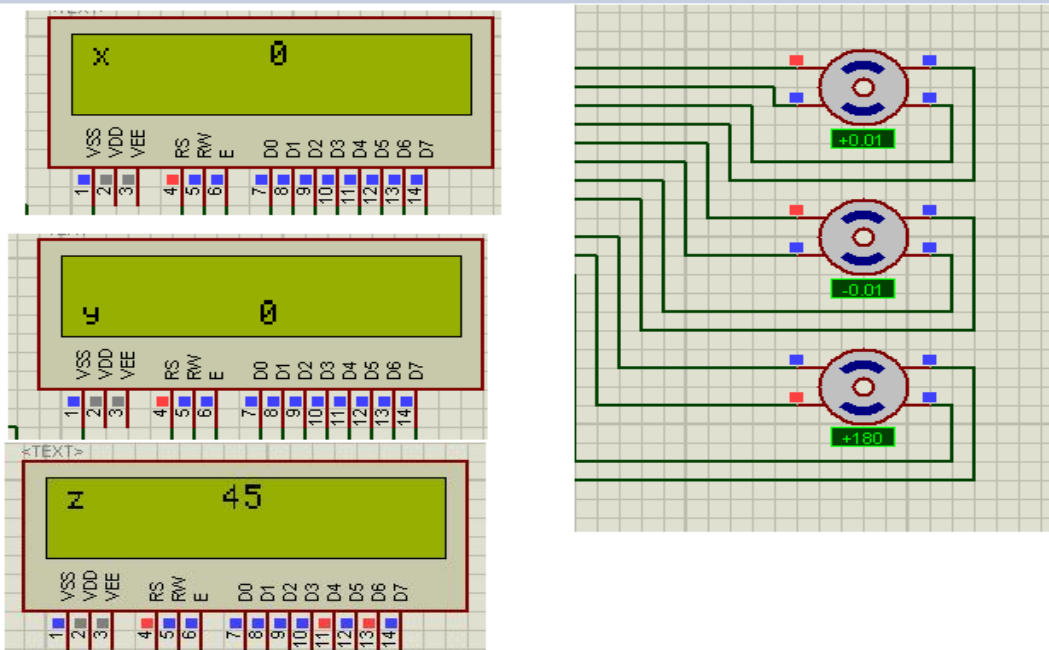 x 0
VSS VDD VEE RS RW E D0 D1 D2 D3 D4 D5 D6 D7
1 2 3 4 5 6 7 8 9 10 11 12 13 14
y 0
VSS VDD VEE RS RW E D0 D1 D2 D3 D4 D5 D6 D7
1 2 3 4 5 6 7 8 9 10 11 12 13 14
<TEXT>
z 45
VSS VDD VEE RS RW E D0 D1 D2 D3 D4 D5 D6 D7
1 2 3 4 5 6 7 8 9 10 11 12 13 14
+0.01
-0.01
+180